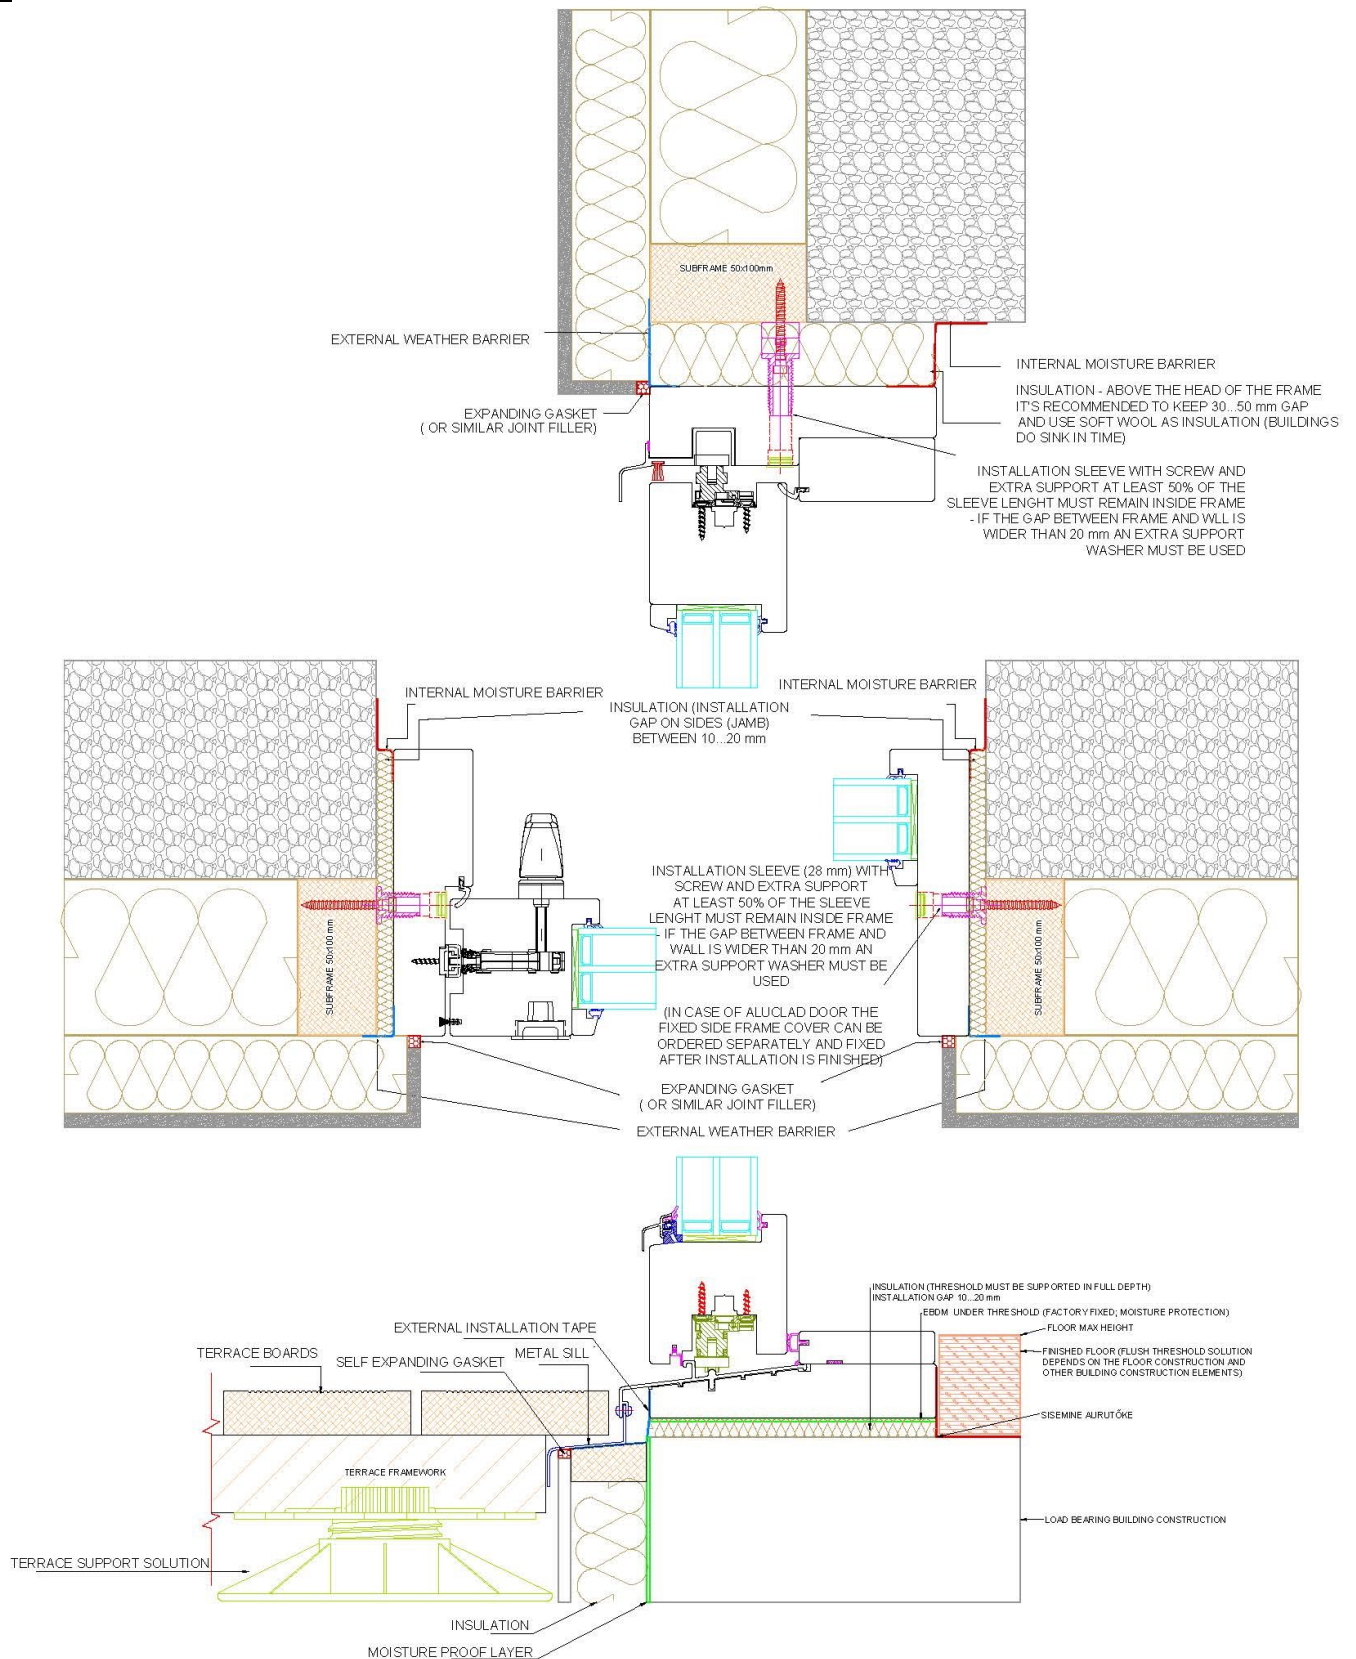 SUBFRAME 50x100mm
EXTERNAL WEATHER BARRIER
EXPANDING GASKET
( OR SIMILAR JOINT FILLER)
INTERNAL MOISTURE BARRIER
INSULATION - ABOVE THE HEAD OF THE FRAME
IT'S RECOMMENDED TO KEEP 30...50 mm GAP
AND USE SOFT WOOL AS INSULATION (BUILDINGS
DO SINK IN TIME)
INSTALLATION SLEEVE WITH SCREW AND
EXTRA SUPPORT AT LEAST 50% OF THE
SLEEVE LENGHT MUST REMAIN INSIDE FRAME
- IF THE GAP BETWEEN FRAME AND WLL IS
WIDER THAN 20 mm AN EXTRA SUPPORT
WASHER MUST BE USED
INTERNAL MOISTURE BARRIER
INSULATION (INSTALLATION
GAP ON SIDES (JAMB)
BETWEEN 10...20 mm
INTERNAL MOISTURE BARRIER
SUBFRAME 50x100 mm
INSTALLATION SLEEVE (28 mm) WITH
SCREW AND EXTRA SUPPORT
AT LEAST 50% OF THE SLEEVE
LENGHT MUST REMAIN INSIDE FRAME
- IF THE GAP BETWEEN FRAME AND
WALL IS WIDER THAN 20 mm AN
EXTRA SUPPORT WASHER MUST BE
USED
SUBFRAME 50x100 mm
(IN CASE OF ALUCLAD DOOR THE
FIXED SIDE FRAME COVER CAN BE
ORDERED SEPARATELY AND FIXED
AFTER INSTALLATION IS FINISHED)
EXPANDING GASKET
( OR SIMILAR JOINT FILLER)
EXTERNAL WEATHER BARRIER
INSULATION (THRESHOLD MUST BE SUPPORTED IN FULL DEPTH)
INSTALLATION GAP 10...20 mm
EBDM UNDER THRESHOLD (FACTORY FIXED; MOISTURE PROTECTION)
FLOOR MAX HEIGHT
FINISHED FLOOR (FLUSH THRESHOLD SOLUTION
DEPENDS ON THE FLOOR CONSTRUCTION AND
OTHER BUILDING CONSTRUCTION ELEMENTS)
SISEMINE AURUTÕKE
LOAD BEARING BUILDING CONSTRUCTION
EXTERNAL INSTALLATION TAPE
METAL SILL
SELF EXPANDING GASKET
TERRACE BOARDS
TERRACE FRAMEWORK
TERRACE SUPPORT SOLUTION
INSULATION
MOISTURE PROOF LAYER